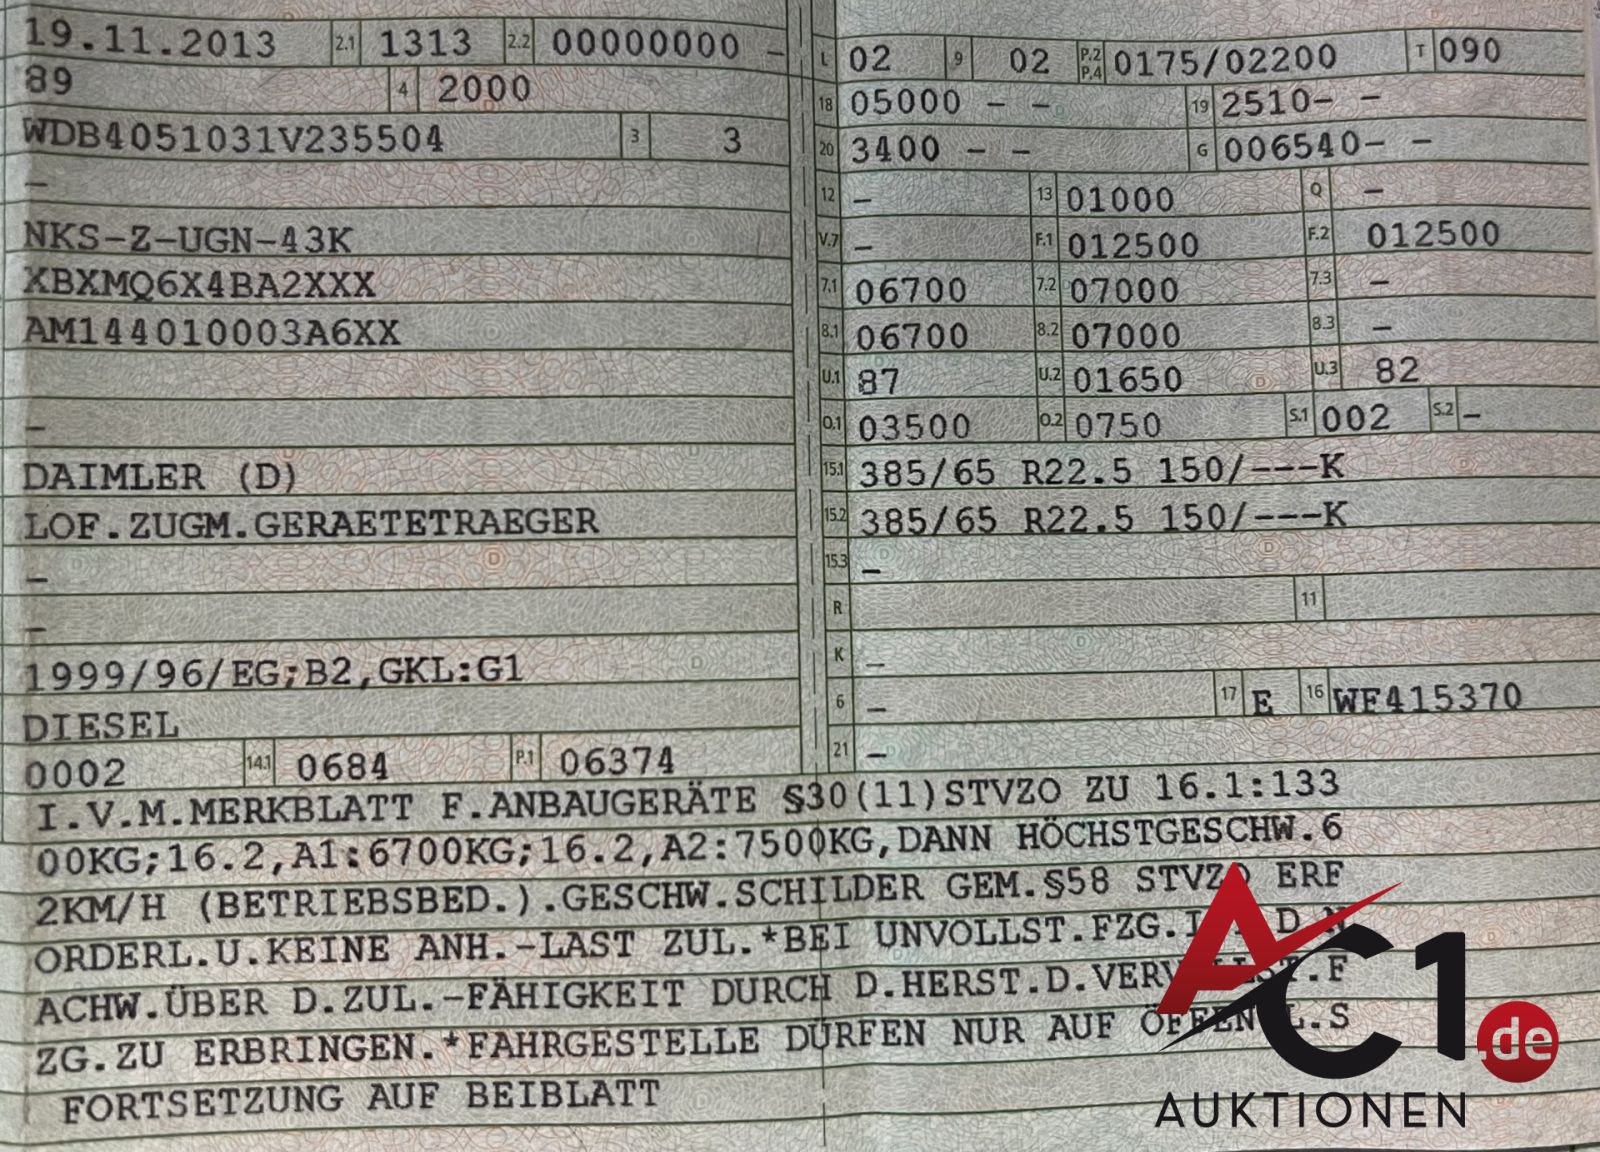 19.11.2013 2.1 1313 2.2 00000000 -
89 4 2000
WDB4051031V235504 3 3
-
NKS-Z-UGN-43K
XBXMQ6X4BA2XXX
AM144010003A6XX
-
DAIMLER (D)
LOF.ZUGM.GERAETETRAEGER
-
-
1999/96/EG;B2,GKL:G1
DIESEL
0002 14.1 0684 P.1 06374
L 02 9 02 P.2 P.4 0175/02200 T 090
18 05000 - - 19 2510- -
20 3400 - - G 006540- -
12 - 13 01000 Q -
V.7 - F.1 012500 F.2 012500
7.1 06700 7.2 07000 7.3 -
8.1 06700 8.2 07000 8.3 -
U.1 87 U.2 01650 U.3 82
O.1 03500 O.2 0750 S.1 002 S.2 -
15.1 385/65 R22.5 150/---K
15.2 385/65 R22.5 150/---K
15.3 -
R 11
K -
6 - 17 E 16 WF415370
21 -
I.V.M.MERKBLATT F.ANBAUGERÄTE §30(11)STVZO ZU 16.1:133
00KG;16.2,A1:6700KG;16.2,A2:7500KG,DANN HÖCHSTGESCHW.6
2KM/H (BETRIEBSBED.).GESCHW.SCHILDER GEM.§58 STVZO ERF
ORDERL.U.KEINE ANH.-LAST ZUL.*BEI UNVOLLST.FZG. D.N
ACHW.ÜBER D.ZUL.-FÄHIGKEIT DURCH D.HERST.D.VERVOLLST.F
ZG.ZU ERBRINGEN.*FAHRGESTELLE DÜRFEN NUR AUF ÖFFENTL.S
FORTSETZUNG AUF BEIBLATT
AC1.de
AUKTIONEN